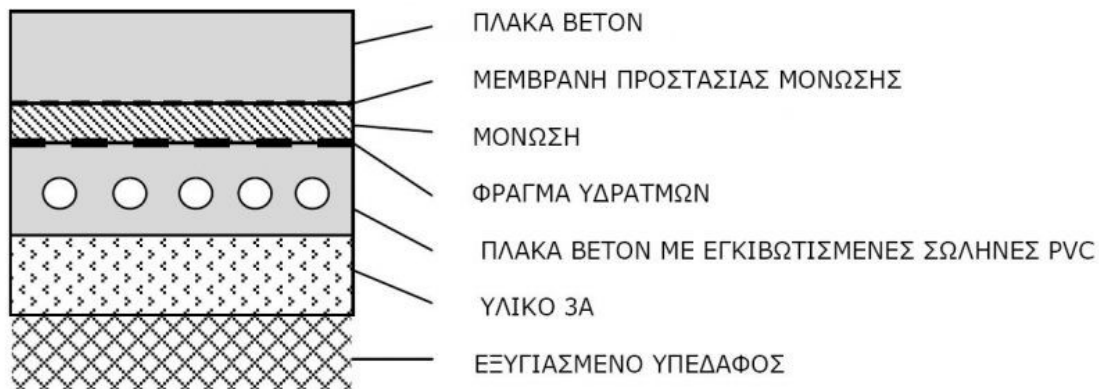 ΠΛΑΚΑ ΒΕΤΟΝ
ΜΕΜΒΡΑΝΗ ΠΡΟΣΤΑΣΙΑΣ ΜΟΝΩΣΗΣ
ΜΟΝΩΣΗ
ΦΡΑΓΜΑ ΥΔΡΑΤΜΩΝ
ΠΛΑΚΑ ΒΕΤΟΝ ΜΕ ΕΓΚΙΒΩΤΙΣΜΕΝΕΣ ΣΩΛΗΝΕΣ PVC
ΥΛΙΚΟ 3Α
ΕΞΥΓΙΑΣΜΕΝΟ ΥΠΕΔΑΦΟΣ